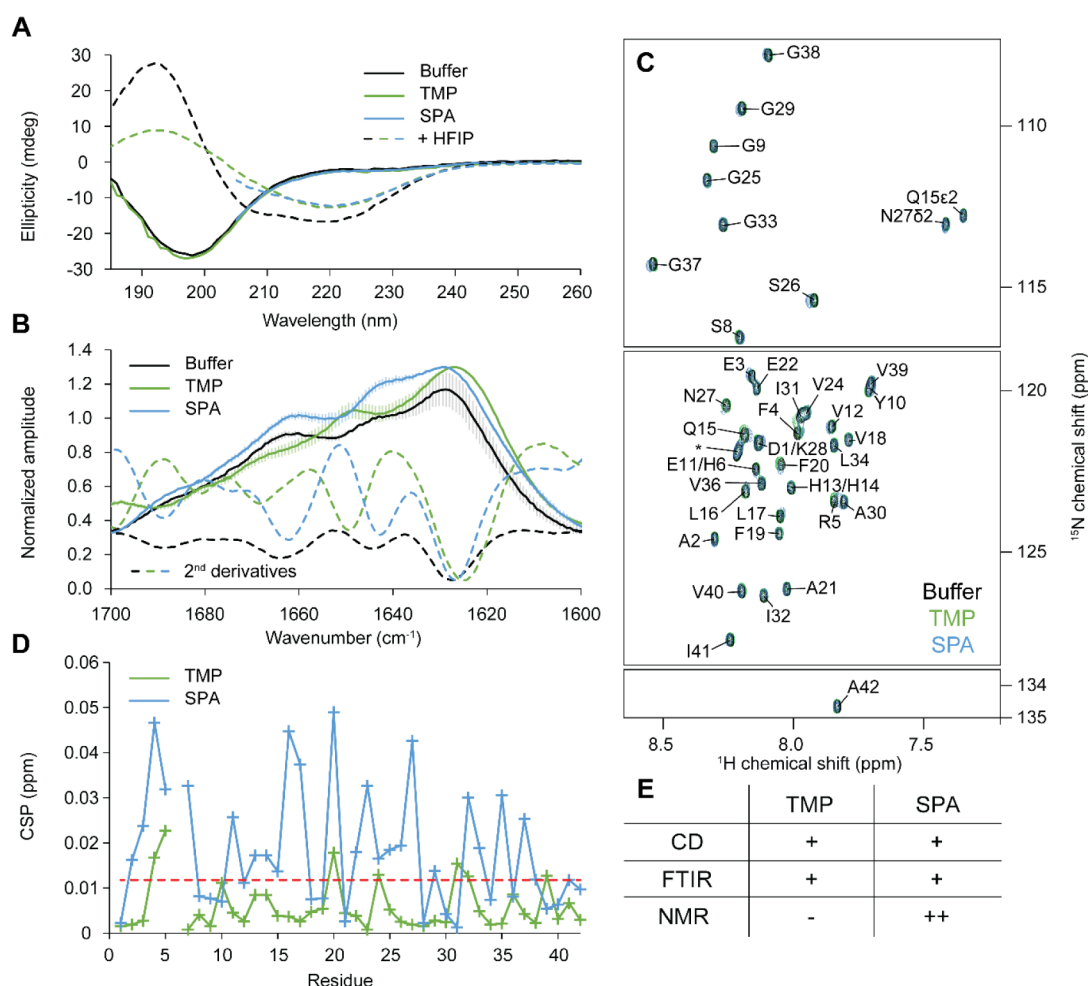 A
30
20
10
0
-10
-20
-30
Ellipticity (mdeg)
Buffer
TMP
SPA
+ HFIP
190 200 210 220 230 240 250 260
Wavelength (nm)
B
1.4
1.2
1.0
0.8
0.6
0.4
0.2
0.0
Normalized amplitude
Buffer
TMP
SPA
2nd derivatives
1700 1680 1660 1640 1620 1600
Wavenumber (cm-1)
C
G38
G29
G9
G25
Q15ε2
N27δ2
G33
G37
S26
S8
110
115
E3
E22
V39
I31
V24
Y10
N27
F4
V12
Q15
V18
*
D1/K28
L34
E11/H6
F20
V36
H13/H14
L16
L17
R5
A30
A2
F19
V40
A21
I32
I41
Buffer
TMP
SPA
120
125
A42
134
135
15N chemical shift (ppm)
8.5 8.0 7.5
1H chemical shift (ppm)
D
0.06
0.05
0.04
0.03
0.02
0.01
0
CSP (ppm)
TMP
SPA
0 5 10 15 20 25 30 35 40
Residue
E
TMP SPA
CD + +
FTIR + +
NMR - ++